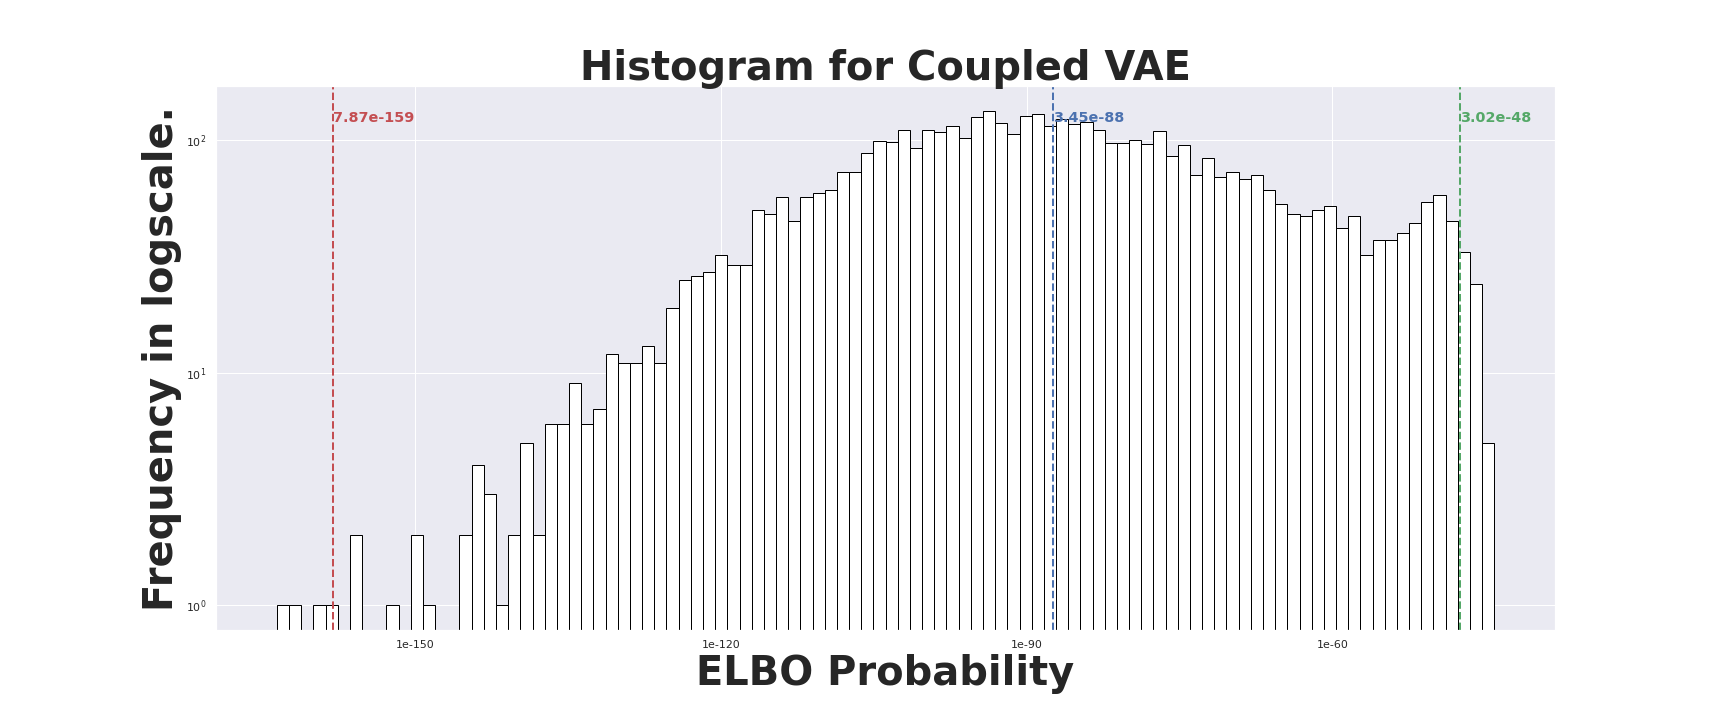 Histogram for Coupled VAE
7.87e-159
3.45e-88
3.02e-48
Frequency in logscale.
10²
10¹
10⁰
1e-150
1e-120
1e-90
1e-60
ELBO Probability